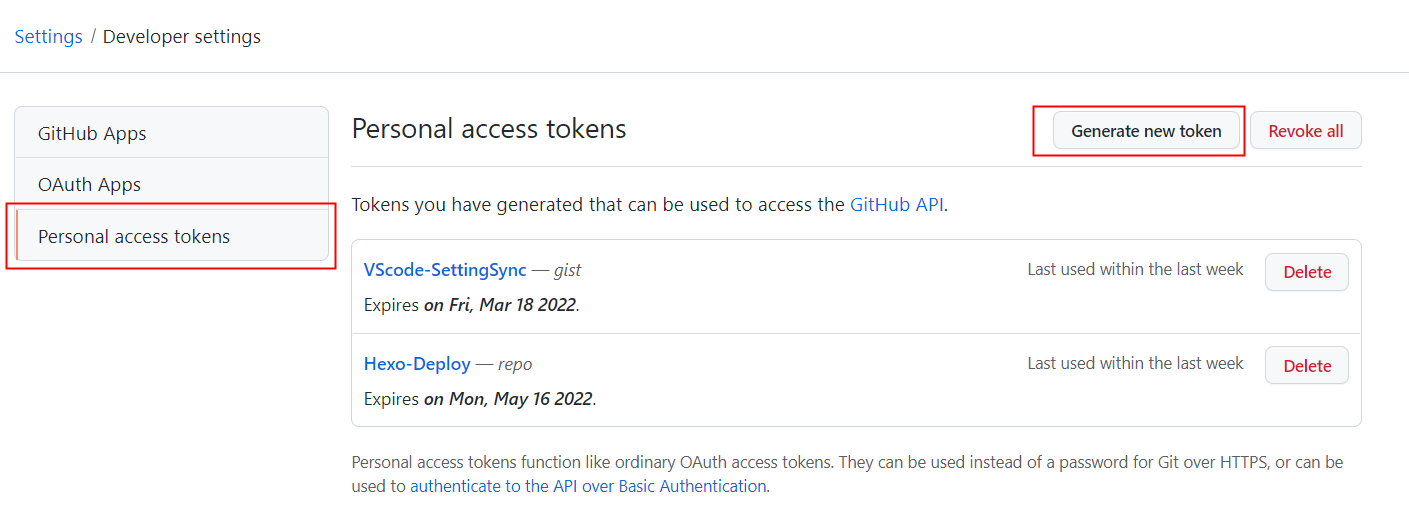 Settings / Developer settings
GitHub Apps
OAuth Apps
Personal access tokens
Personal access tokens
Generate new token
Revoke all
Tokens you have generated that can be used to access the GitHub API.
VScode-SettingSync — gist
Last used within the last week
Delete
Expires on Fri, Mar 18 2022.
Hexo-Deploy — repo
Last used within the last week
Delete
Expires on Mon, May 16 2022.
Personal access tokens function like ordinary OAuth access tokens. They can be used instead of a password for Git over HTTPS, or can be
used to authenticate to the API over Basic Authentication.